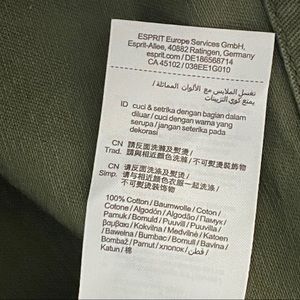 ESPRIT Europe Services GmbH,
Esprit-Allee, 40882 Ratingen, Germany
esprit.com / DE186568714
CA 45102 / 038EE1G010
تغسل الملابس مع الألوان المماثلة /
يمنع كوي التزيينات
ID cuci & setrika dengan bagian dalam
diluar / cuci dengan warna yang
serupa / jangan seterika pada
dekorasi
CN 請反面洗滌及熨燙 /
Trad. 請與相近顏色洗滌 / 不可熨燙裝飾物
CN 请反面洗涤及熨烫 /
Simp. 请与相近颜色衣服一起洗涤 /
不可熨烫装饰物
100% Cotton / Baumwolle / Coton /
Cotone / Algodón / Algodão / Памук /
Pamuk / Bomuld / Puuvill / Puuvilla /
βαμβάκι / Kokvilna / Medvilnė / Katoen
/ Bawełna / Bumbac / Bomull / Bavlna /
Bombaž / Pamut / хлопок / قطن /
Katun / 棉